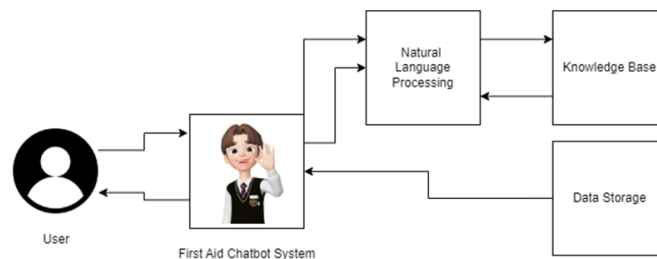 Natural
Language
Processing
Knowledge Base
Data Storage
User
First Aid Chatbot System